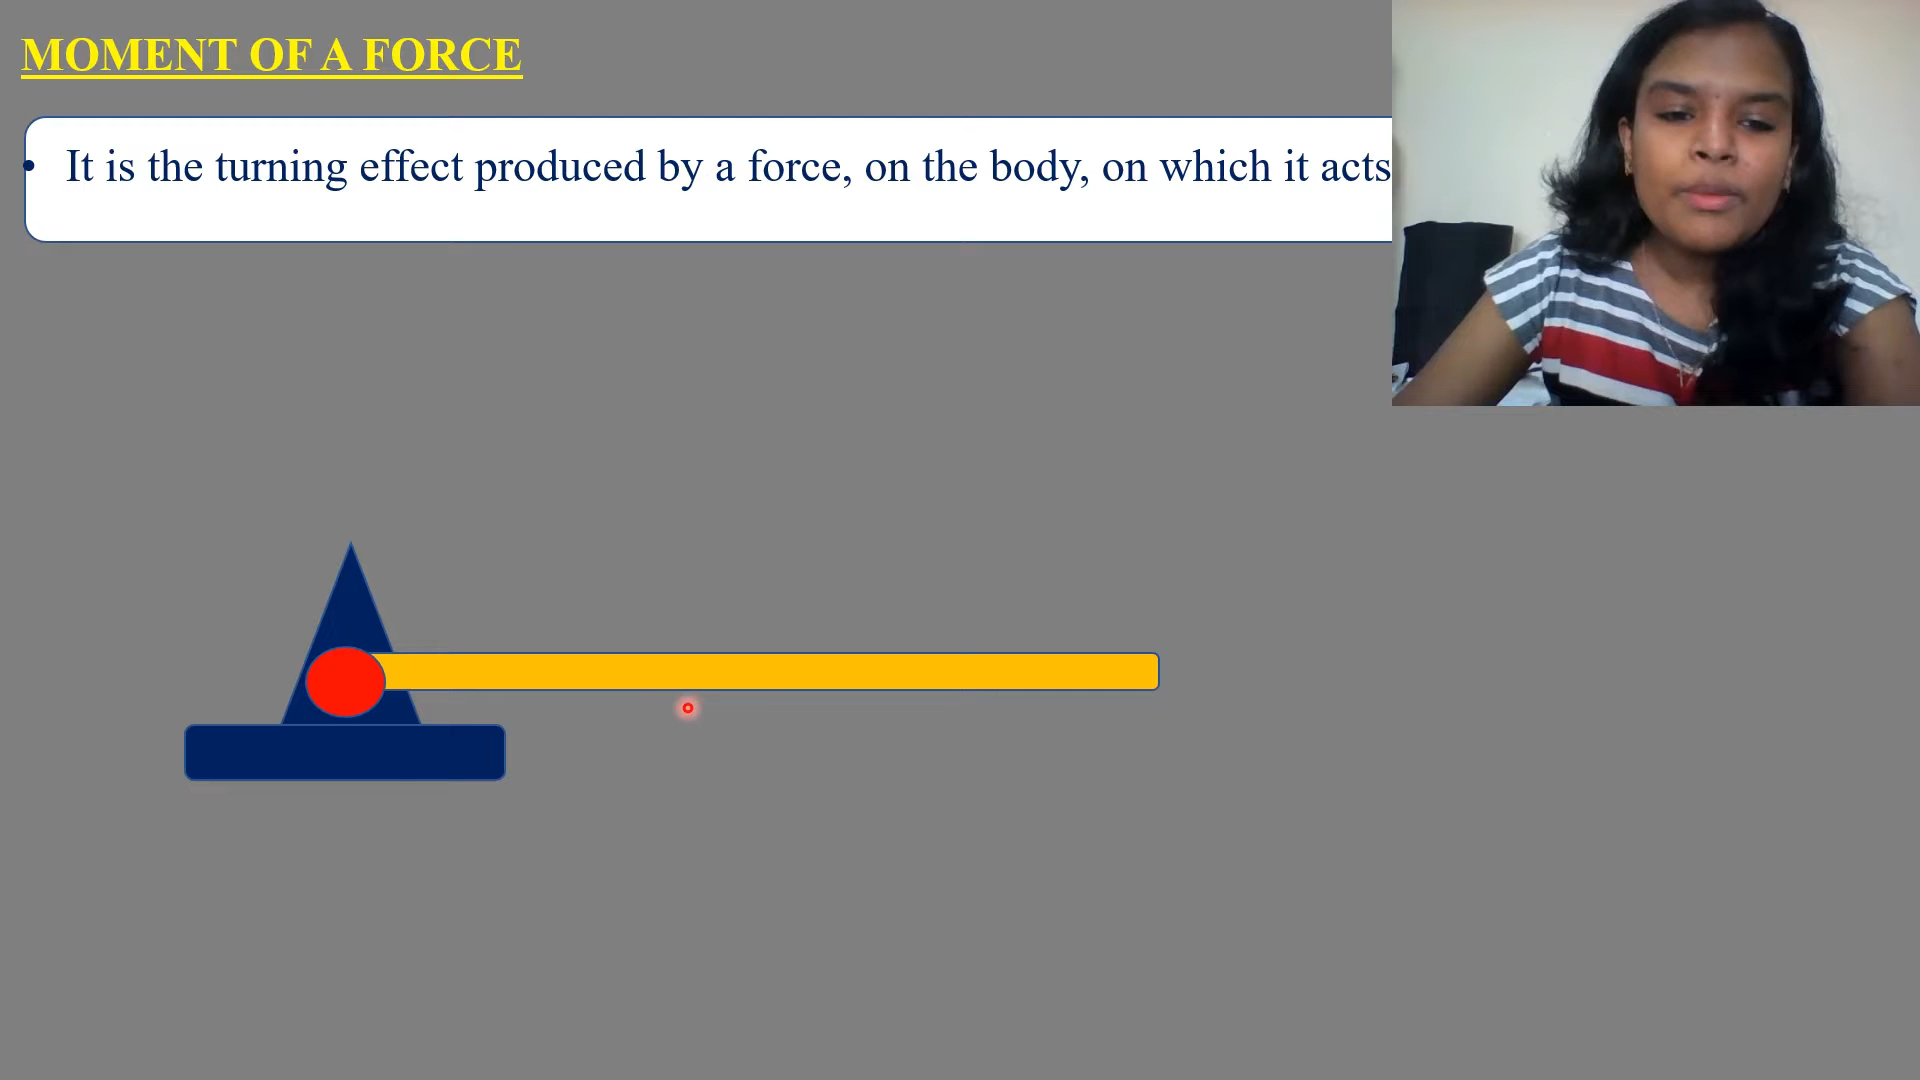 MOMENT OF A FORCE
• It is the turning effect produced by a force, on the body, on which it acts